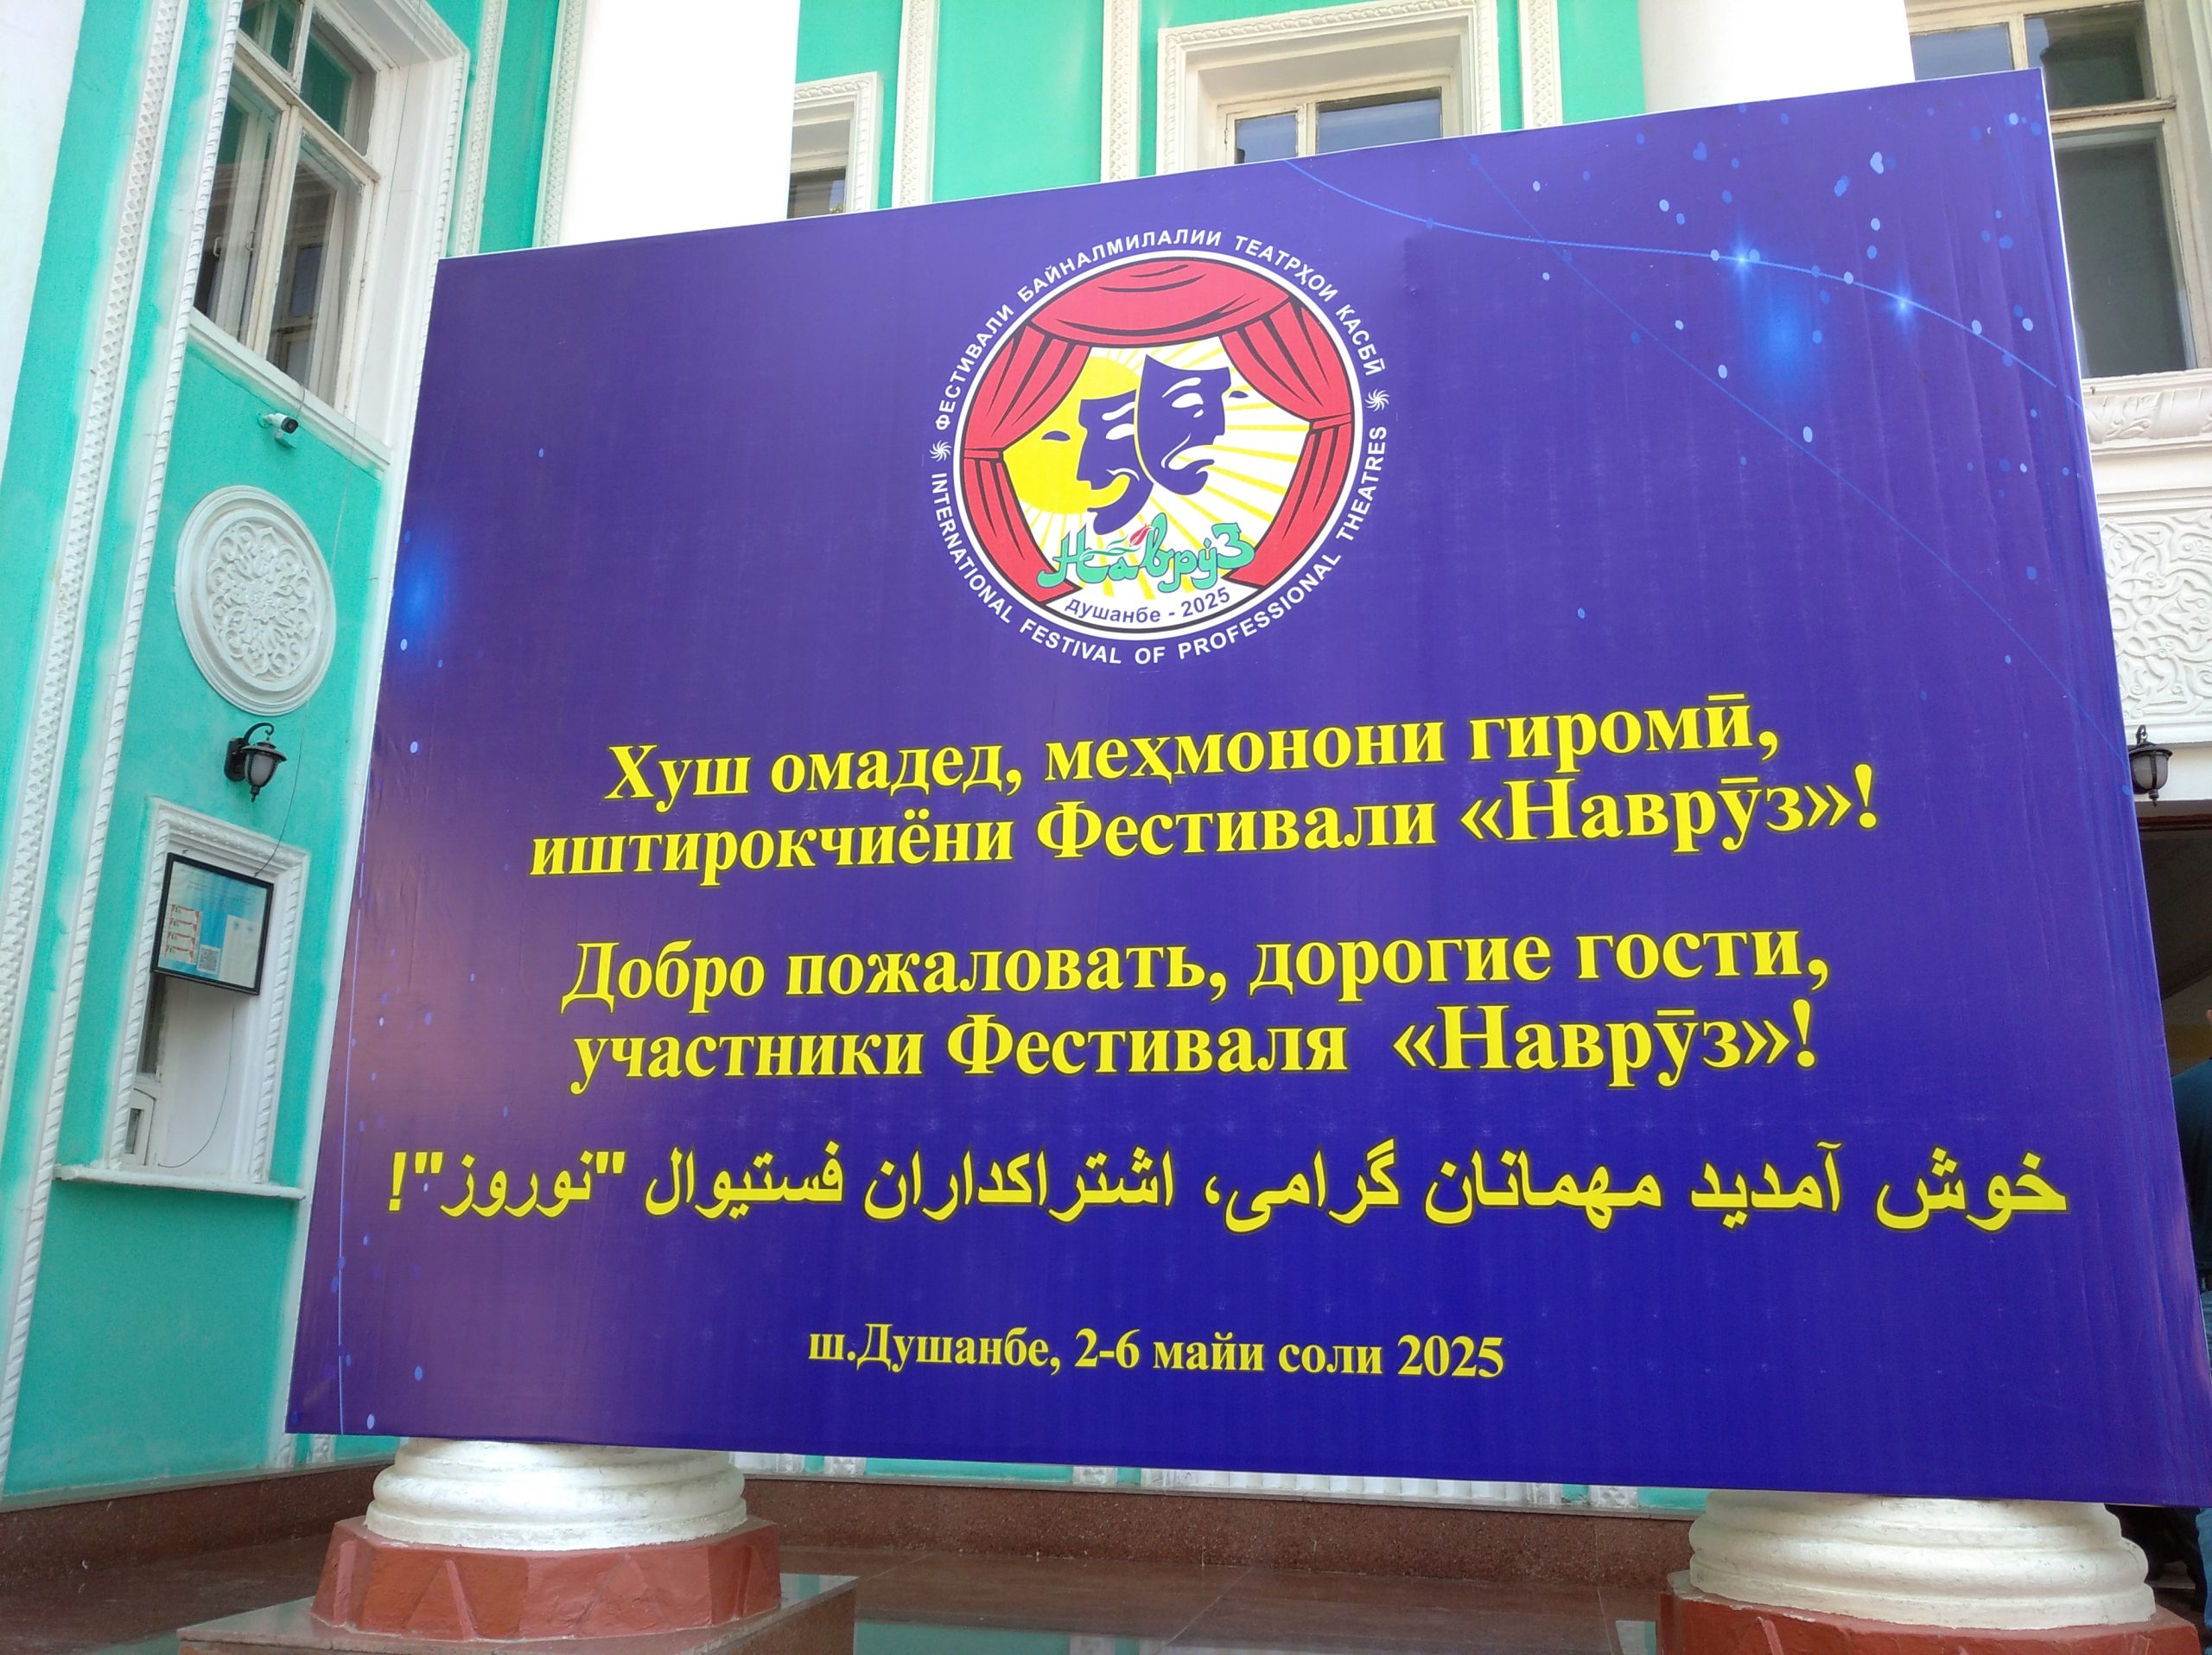 ФЕСТИВАЛИ БАЙНАЛМИЛАЛИИ ТЕАТРҲОИ КАСБӢ
Наврӯз
душанбе - 2025
INTERNATIONAL FESTIVAL OF PROFESSIONAL THEATRES
Хуш омадед, меҳмонони гиромӣ,
иштирокчиёни Фестивали «Наврӯз»!
Добро пожаловать, дорогие гости,
участники Фестиваля «Наврӯз»!
خوش آمدید مهمانان گرامی، اشتراکداران فستیوال "نوروز"!
ш.Душанбе, 2-6 майи соли 2025